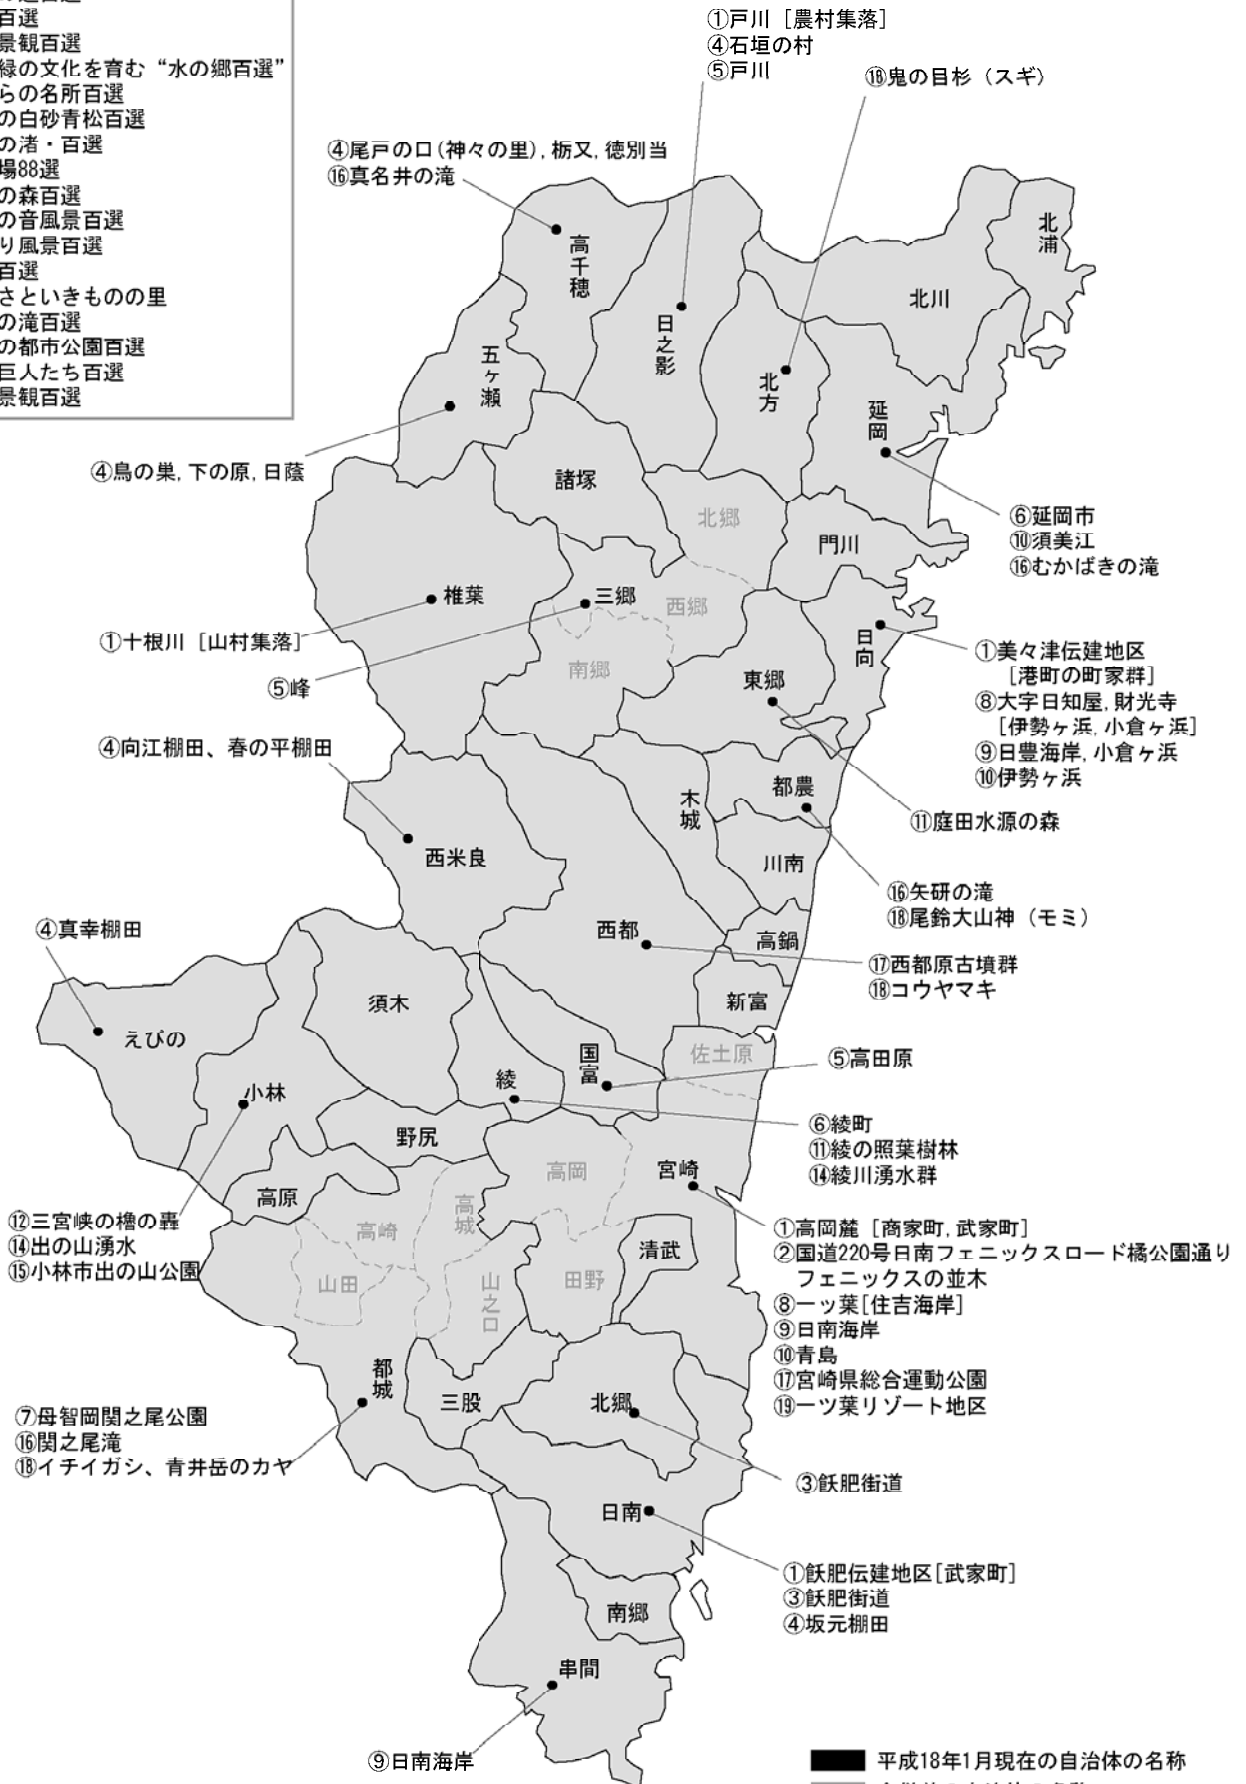 百選
景観百選
緑の文化を育む“水の郷百選”
らの名所百選
の白砂青松百選
の渚・百選
場88選
の森百選
の音風景百選
り風景百選
百選
さといきものの里
の滝百選
の都市公園百選
巨人たち百選
景観百選
①戸川［農村集落］
④石垣の村
⑤戸川
⑱鬼の目杉（スギ）
④尾戸の口(神々の里),栃又,徳別当
⑯真名井の滝
高千穂
日之影
北方
北川
北浦
延岡
五ヶ瀬
④鳥の巣,下の原,日蔭
諸塚
北郷
門川
⑥延岡市
⑩須美江
⑯むかばきの滝
椎葉
三郷
西郷
南郷
日向
東郷
①十根川［山村集落］
⑤峰
①美々津伝建地区
［港町の町家群］
⑧大字日知屋,財光寺
［伊勢ヶ浜,小倉ヶ浜］
⑨日豊海岸,小倉ヶ浜
⑩伊勢ヶ浜
④向江棚田、春の平棚田
木城
都農
⑪庭田水源の森
西米良
川南
⑯矢研の滝
⑱尾鈴大山神（モミ）
④真幸棚田
西都
高鍋
⑰西都原古墳群
⑱コウヤマキ
須木
新富
えびの
佐土原
国富
⑤高田原
小林
綾
⑥綾町
⑪綾の照葉樹林
⑭綾川湧水群
野尻
高岡
宮崎
高原
高城
高崎
⑫三宮峡の櫓の轟
⑭出の山湧水
⑮小林市出の山公園
清武
山田
山之口
田野
①高岡麓［商家町,武家町］
②国道220号日南フェニックスロード橘公園通り
フェニックスの並木
⑧一ッ葉[住吉海岸]
⑨日南海岸
⑩青島
⑰宮崎県総合運動公園
⑲一ツ葉リゾート地区
都城
三股
北郷
⑦母智岡関之尾公園
⑯関之尾滝
⑱イチイガシ、青井岳のカヤ
③飫肥街道
日南
①飫肥伝建地区[武家町]
③飫肥街道
④坂元棚田
南郷
串間
⑨日南海岸
平成18年1月現在の自治体の名称